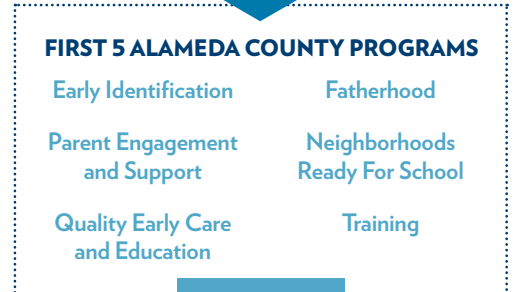 FIRST 5 ALAMEDA COUNTY PROGRAMS
Early Identification
Fatherhood
Parent Engagement
and Support
Neighborhoods
Ready For School
Quality Early Care
and Education
Training